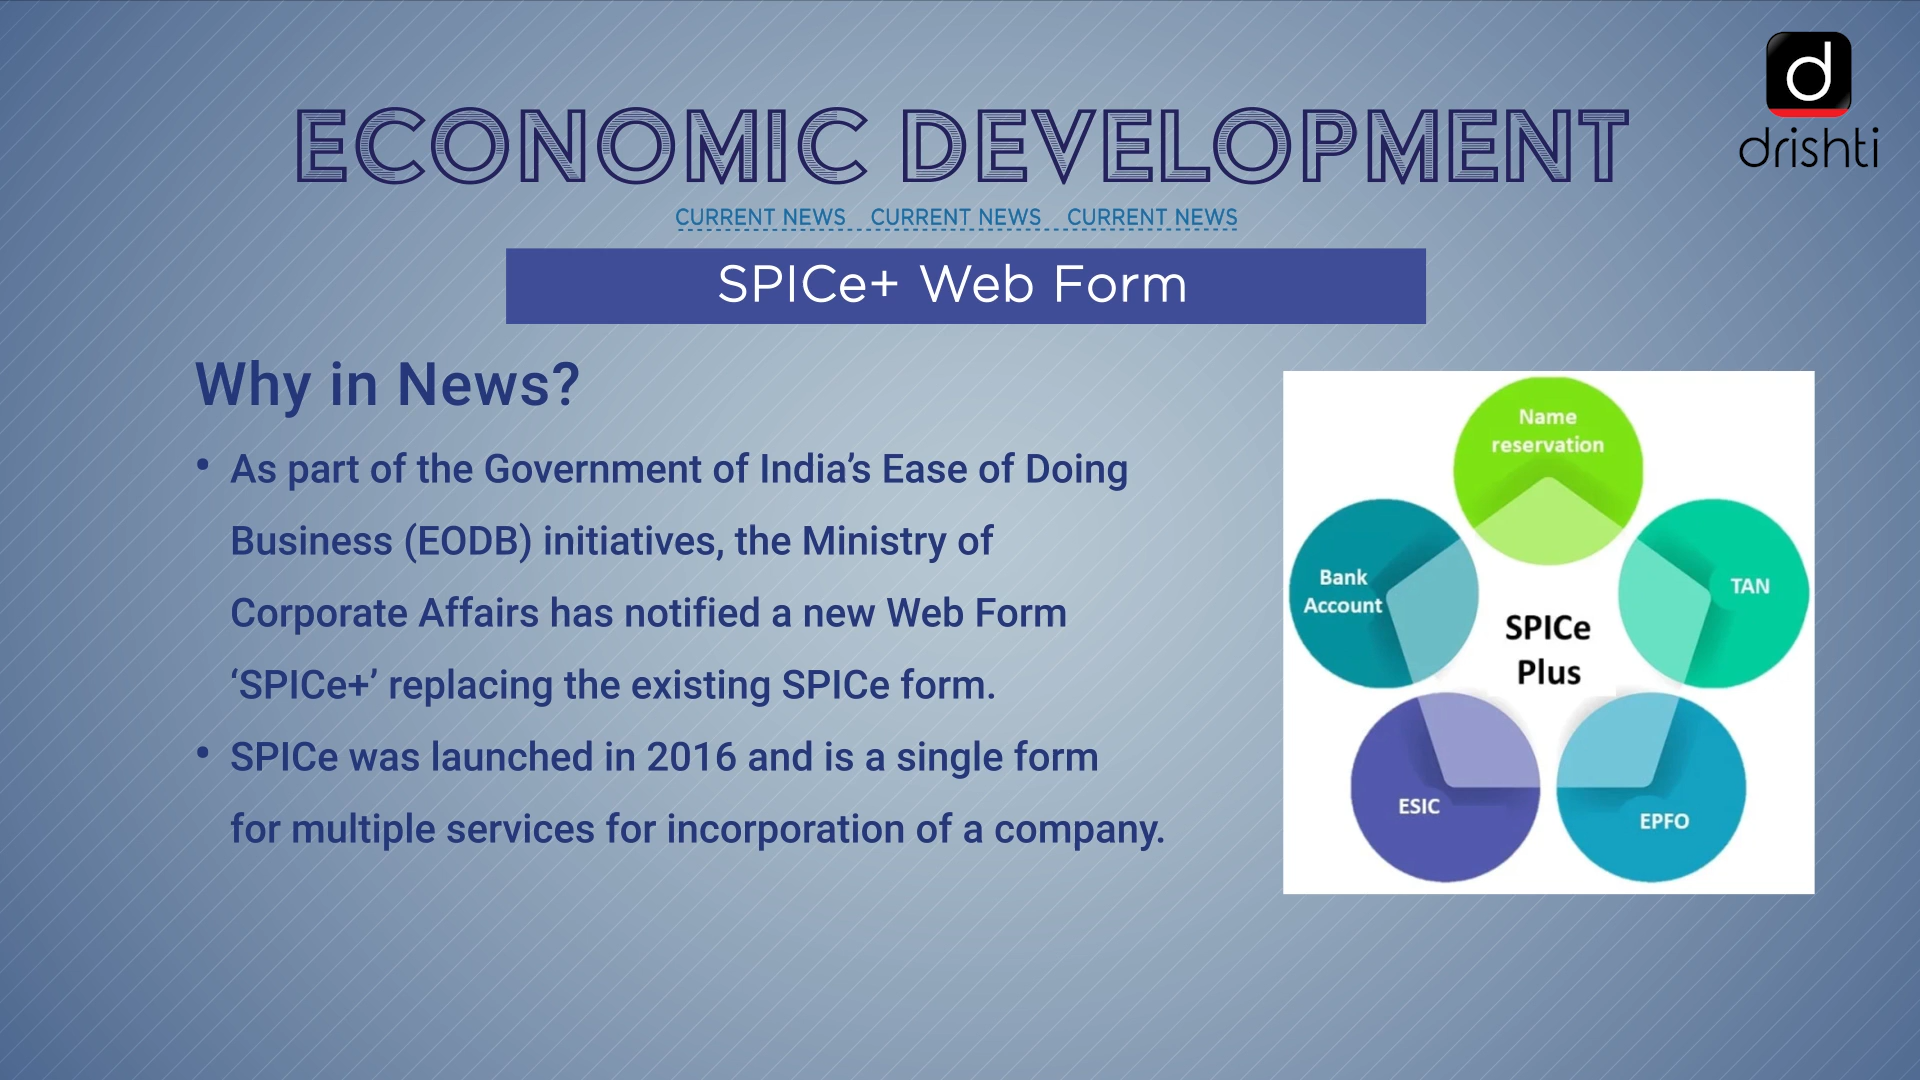 d
drishti
ECONOMIC DEVELOPMENT
CURRENT NEWS CURRENT NEWS CURRENT NEWS
SPICe+ Web Form
Why in News?
• As part of the Government of India’s Ease of Doing
Business (EODB) initiatives, the Ministry of
Corporate Affairs has notified a new Web Form
‘SPICe+’ replacing the existing SPICe form.
• SPICe was launched in 2016 and is a single form
for multiple services for incorporation of a company.
Name
reservation
Bank
Account
TAN
SPICe
Plus
ESIC
EPFO